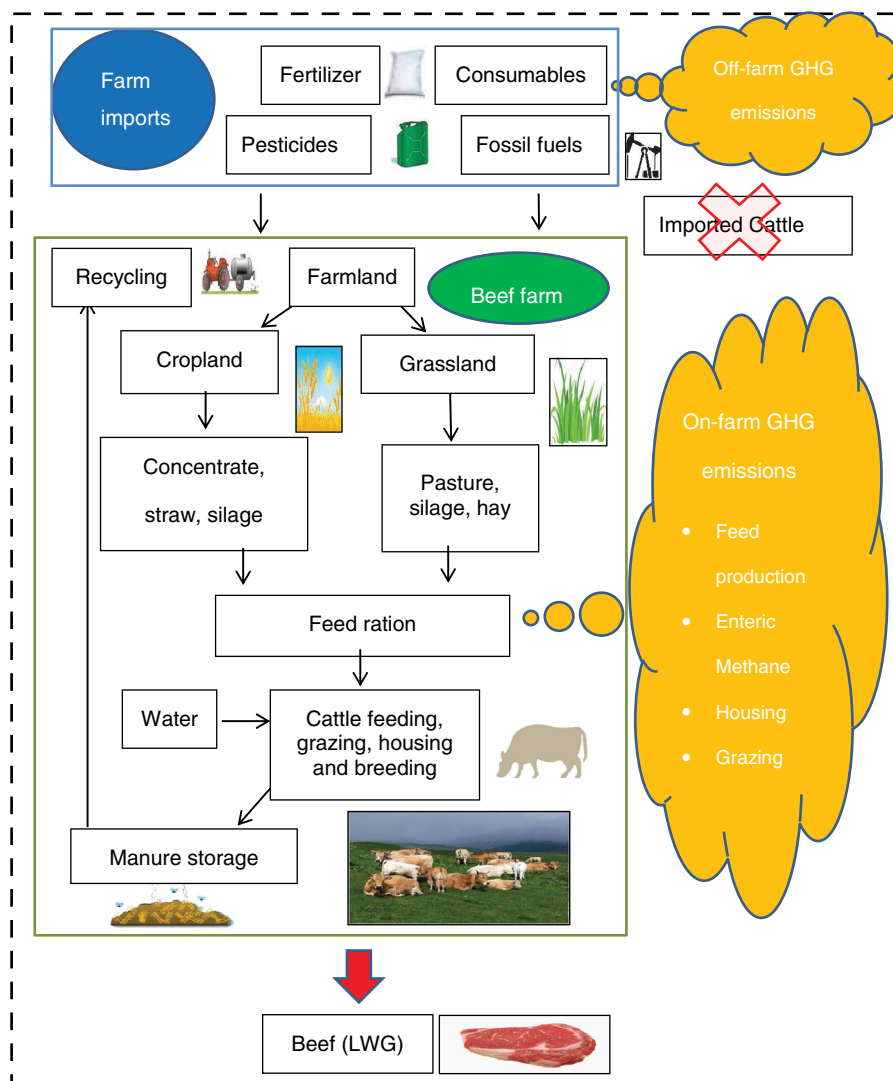 Farm
imports
Fertilizer
Consumables
Pesticides
Fossil fuels
Off-farm GHG
emissions
Imported Cattle
Recycling
Farmland
Beef farm
Cropland
Grassland
Concentrate,
straw, silage
Pasture,
silage, hay
On-farm GHG
emissions
• Feed
production
• Enteric
Methane
• Housing
• Grazing
Feed ration
Water
Cattle feeding,
grazing, housing
and breeding
Manure storage
Beef (LWG)